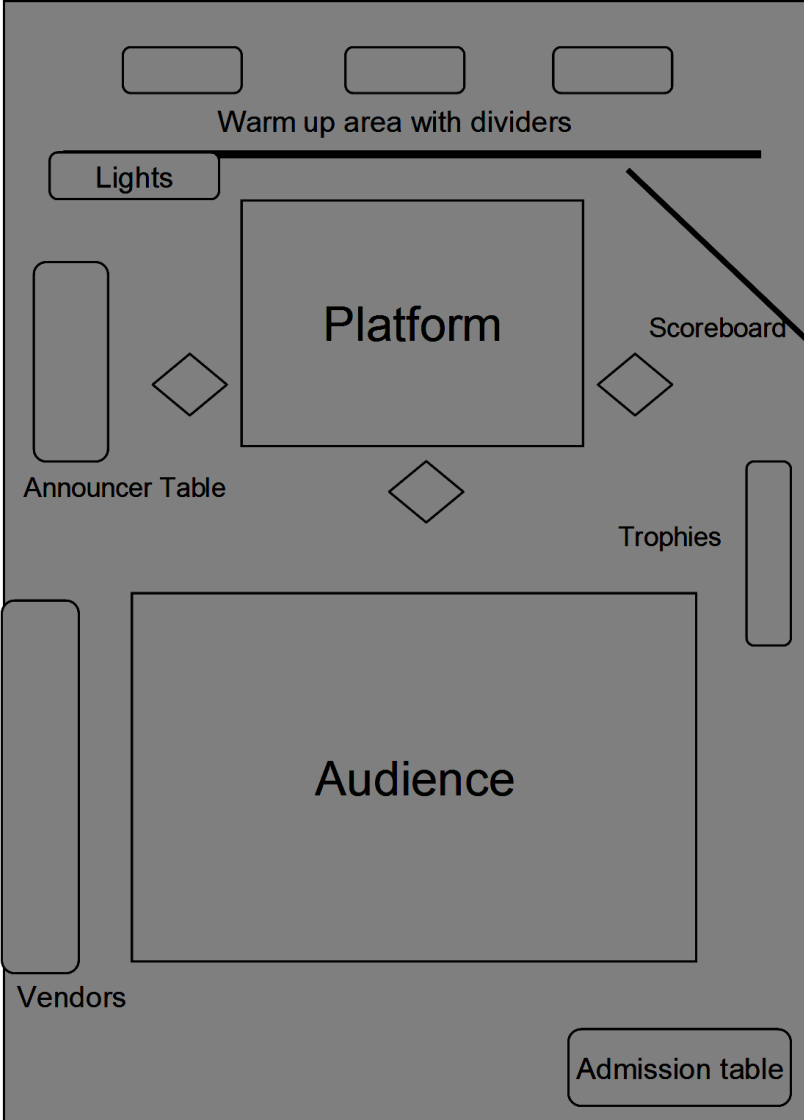 Warm up area with dividers
Lights
Platform
Scoreboard
Announcer Table
Trophies
Audience
Vendors
Admission table